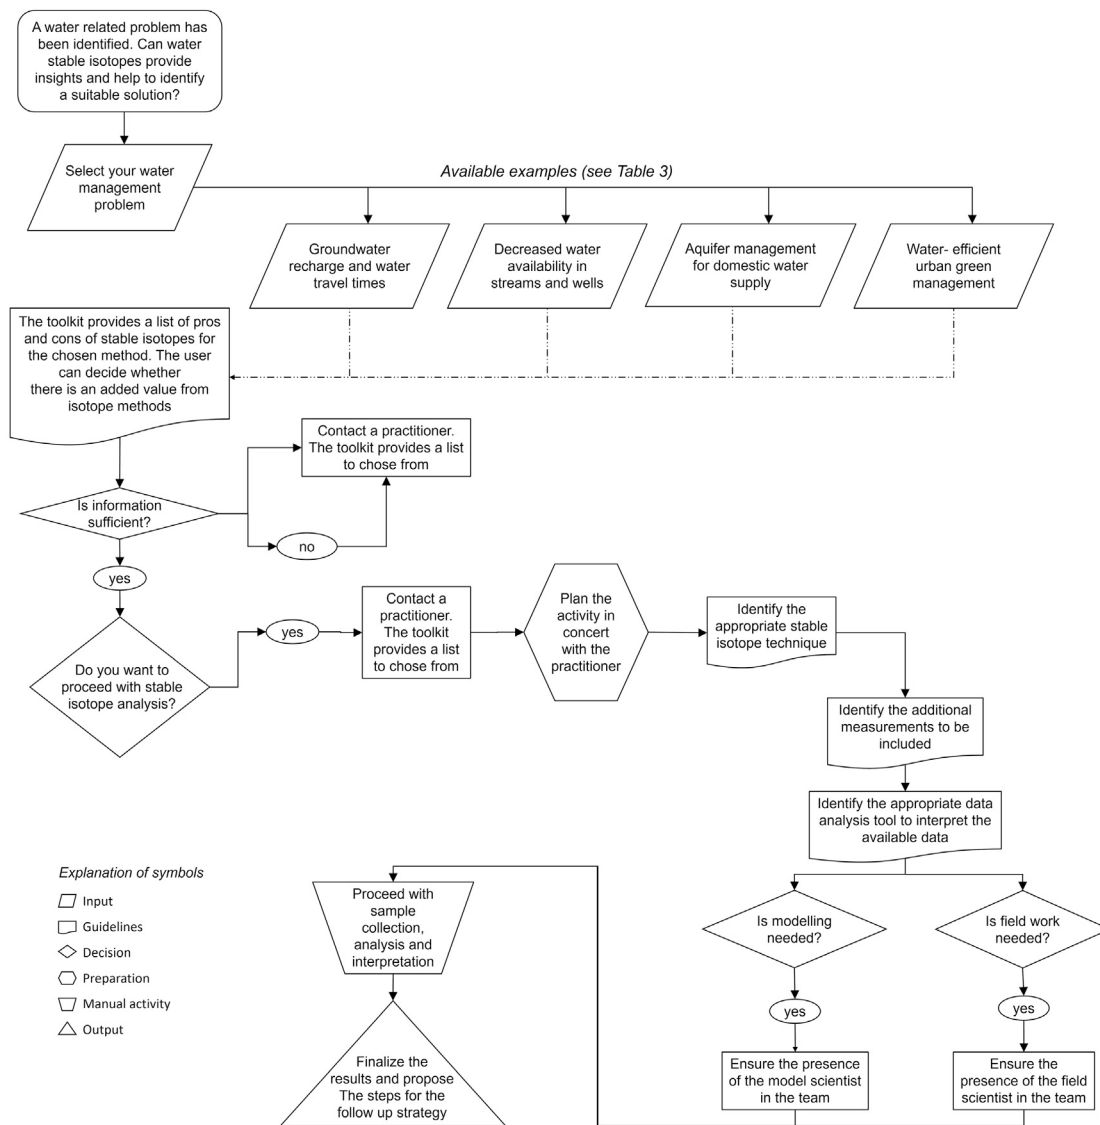 A water related problem has
been identified. Can water
stable isotopes provide
insights and help to identify
a suitable solution?
Select your water
management
problem
Available examples (see Table 3)
Groundwater
recharge and water
travel times
Decreased water
availability in
streams and wells
Aquifer management
for domestic water
supply
Water- efficient
urban green
management
The toolkit provides a list of pros
and cons of stable isotopes for
the chosen method. The user
can decide whether
there is an added value from
isotope methods
Contact a practitioner.
The toolkit provides a list
to chose from
Is information
sufficient?
no
yes
Do you want to
proceed with stable
isotope analysis?
yes
Contact a
practitioner.
The toolkit
provides a list
to chose from
Plan the
activity in
concert
with the
practitioner
Identify the
appropriate stable
isotope technique
Identify the additional
measurements to be
included
Identify the appropriate data
analysis tool to interpret the
available data
Is modelling
needed?
Is field work
needed?
yes
yes
Ensure the presence
of the model scientist
in the team
Ensure the
presence of the field
scientist in the team
Proceed with
sample
collection,
analysis and
interpretation
Finalize the
results and propose
The steps for the
follow up strategy
Explanation of symbols
Input
Guidelines
Decision
Preparation
Manual activity
Output